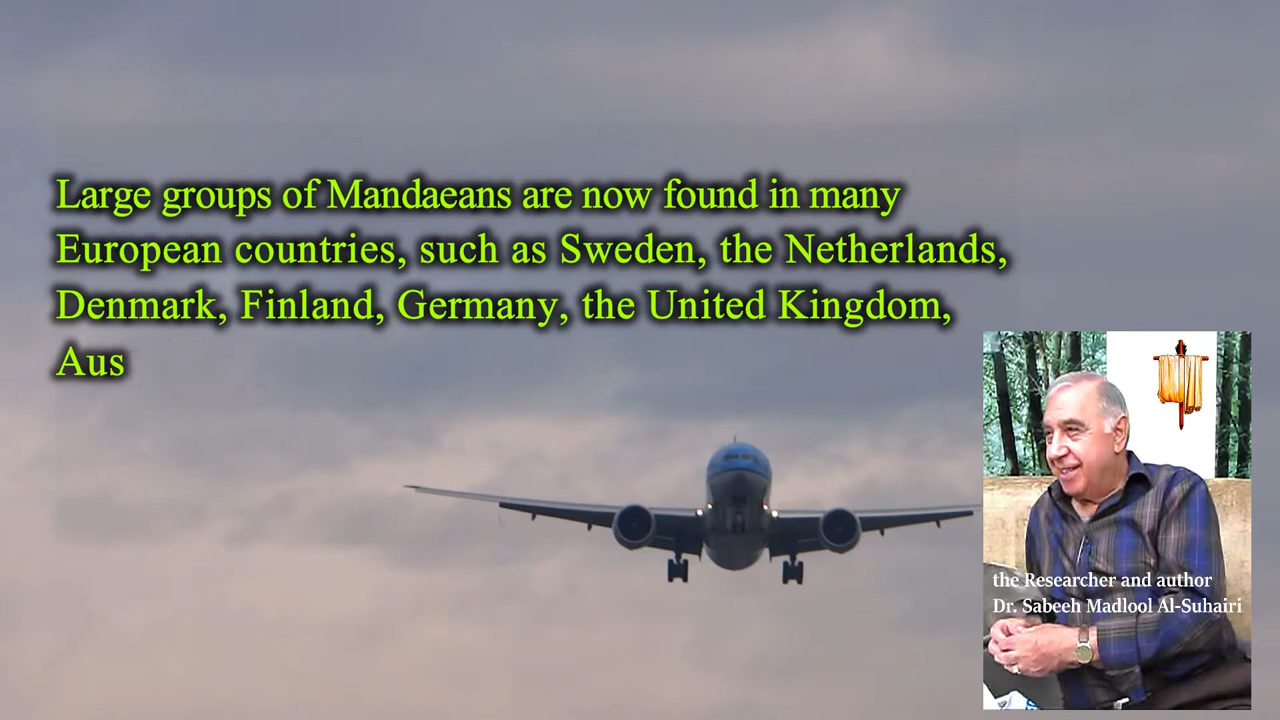 Large groups of Mandaeans are now found in many
European countries, such as Sweden, the Netherlands,
Denmark, Finland, Germany, the United Kingdom,
Aus
the Researcher and author
Dr. Sabeeh Madlool Al-Suhairi